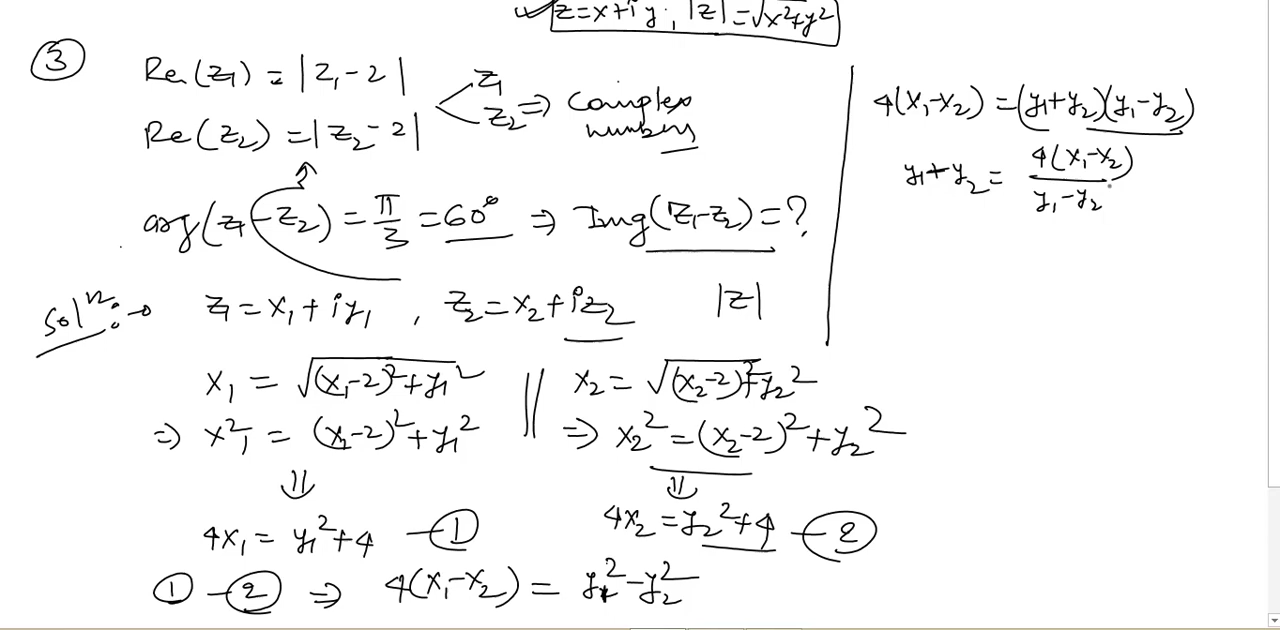 z=x+iy, |z|=√x²+y²
③
Re(z₁) = |z₁-2|
Re(z₂) = |z₂-2|
z₁
z₂ ⇒ Complex numbers
arg(z₁-z₂) = π/3 = 60° ⇒ Img(z₁-z₂) = ?
Solⁿ:→ z₁ = x₁+iy₁ , z₂ = x₂+iz₂ |z|
x₁ = √(x₁-2)²+y₁² || x₂ = √(x₂-2)²+y₂²
⇒ x₁² = (x₁-2)²+y₁² ⇒ x₂² = (x₂-2)²+y₂²
⇓ ⇓
4x₁ = y₁²+4 —① 4x₂ = y₂²+4 —②
①-② ⇒ 4(x₁-x₂) = y₁²-y₂²
4(x₁-x₂) = (y₁+y₂)(y₁-y₂)
y₁+y₂ = 4(x₁-x₂)/y₁-y₂